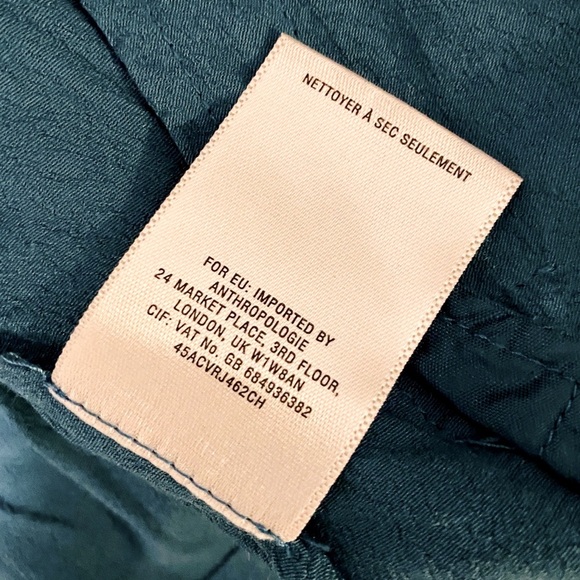 NETTOYER À SEC SEULEMENT
FOR EU: IMPORTED BY
ANTHROPOLOGIE
24 MARKET PLACE, 3RD FLOOR,
LONDON, UK W1W8AN
CIF: VAT No. GB 684936382
45ACVRJ462CH